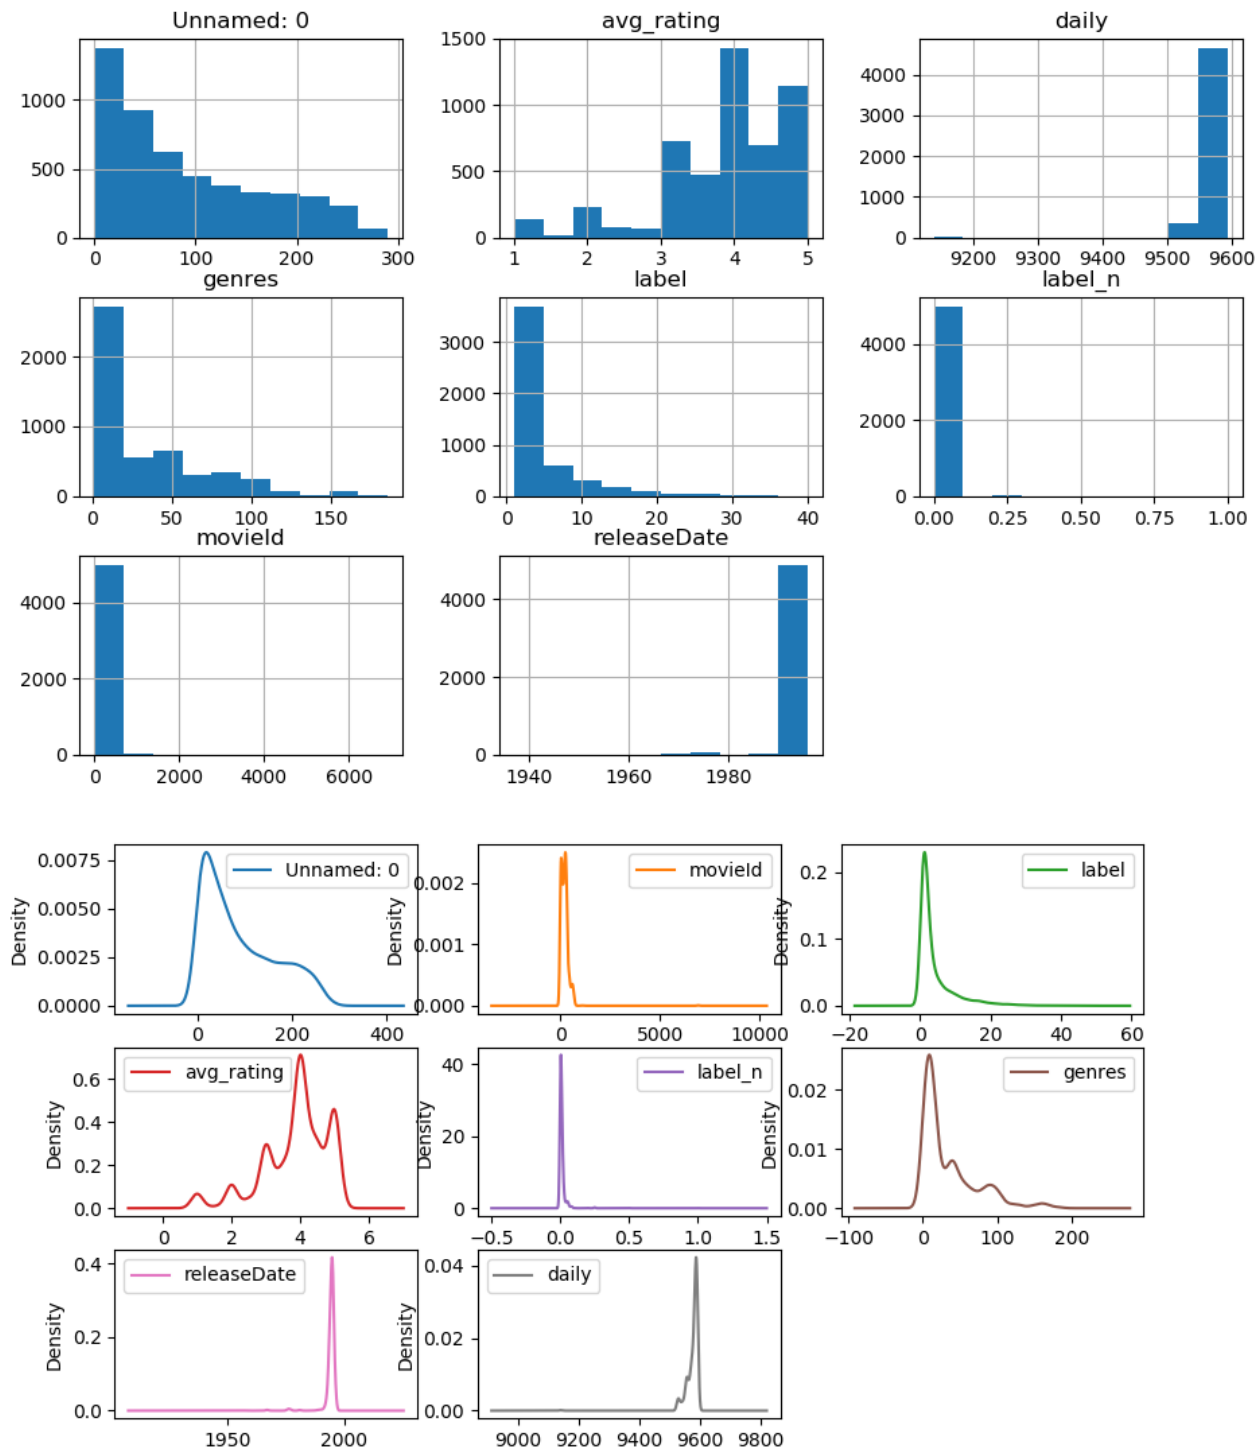 Unnamed: 0 avg_rating daily
1500
1000 1000 4000
3000
500 500 2000
1000
0 0 0
0 100 200 300 1 2 3 4 5 9200 9300 9400 9500 9600
genres label label_n
3000 4000
2000 2000
1000 1000 2000
0 0 0
0 50 100 150 0 10 20 30 40 0.00 0.25 0.50 0.75 1.00
movieId releaseDate
4000 4000
2000 2000
0 0
0 2000 4000 6000 1940 1960 1980
0.0075 Unnamed: 0 movieId 0.2 label
0.0050 0.002
Density Density Density
0.0025 0.001 0.1
0.0000 0.000 0.0
0 200 400 0 5000 10000 −20 0 20 40 60
avg_rating 40 label_n genres
0.6 0.02
0.4 20
Density Density Density
0.2 0.01
0.0 0 0.00
0 2 4 6 −0.5 0.0 0.5 1.0 1.5 −100 0 100 200
0.4 releaseDate 0.04 daily
Density Density
0.2 0.02
0.0 0.00
1950 2000 9000 9200 9400 9600 9800